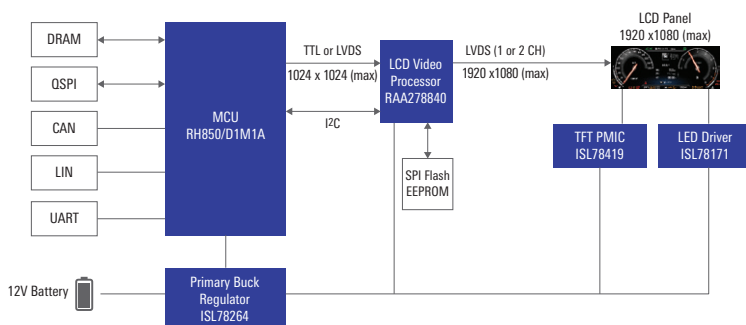 DRAM
QSPI
CAN
LIN
UART
MCU
RH850/D1M1A
TTL or LVDS
1024 x 1024 (max)
I²C
LCD Video
Processor
RAA278840
SPI Flash
EEPROM
LVDS (1 or 2 CH)
1920 x1080 (max)
LCD Panel
1920 x1080 (max)
TFT PMIC
ISL78419
LED Driver
ISL78171
12V Battery
Primary Buck
Regulator
ISL78264